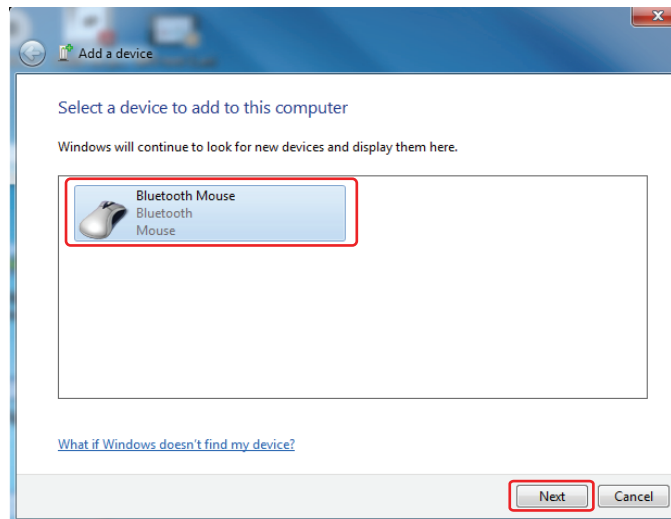 Add a device
Select a device to add to this computer
Windows will continue to look for new devices and display them here.
Bluetooth Mouse
Bluetooth
Mouse
What if Windows doesn't find my device?
Next Cancel